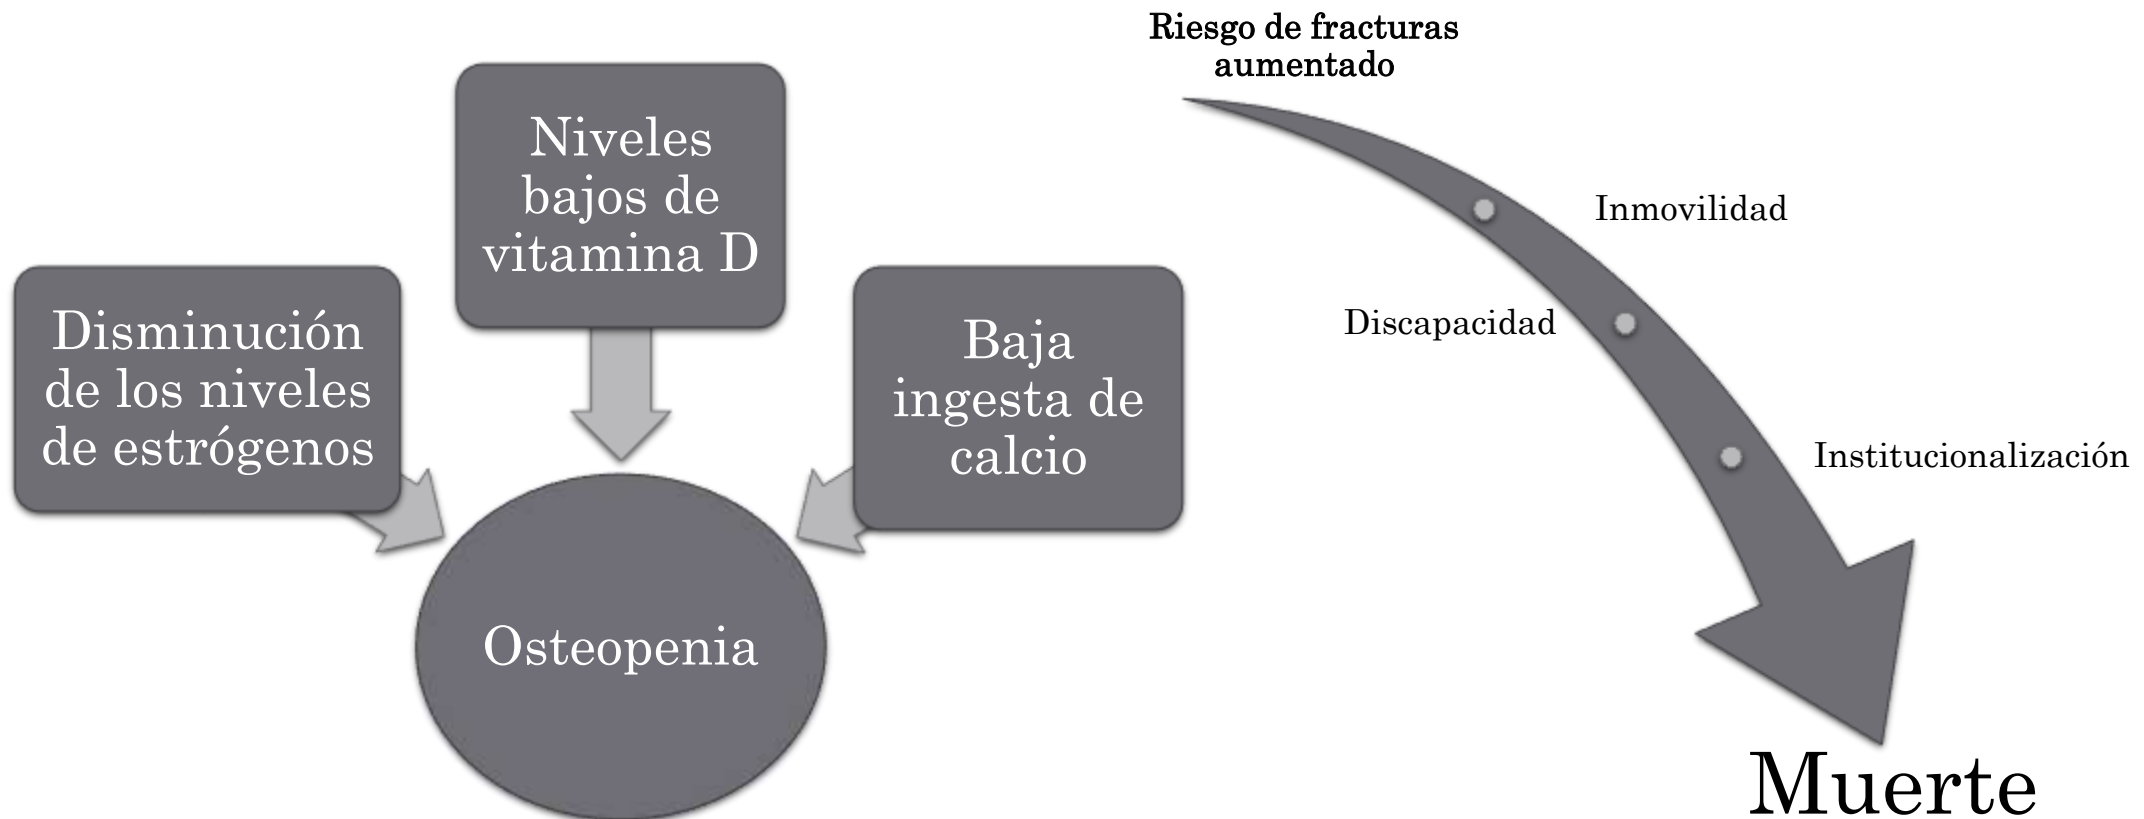 Riesgo de fracturas
aumentado
Niveles
bajos de
vitamina D
Disminución
de los niveles
de estrógenos
Baja
ingesta de
calcio
Osteopenia
Inmovilidad
Discapacidad
Institucionalización
Muerte